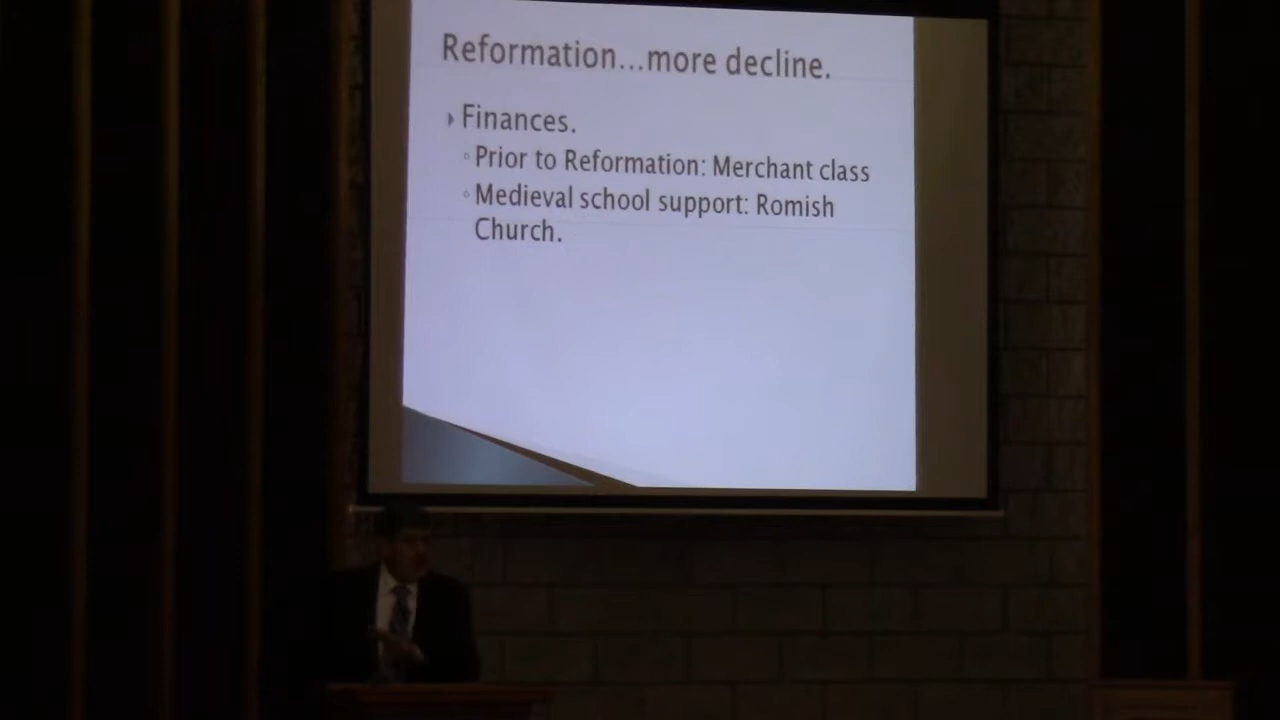 Reformation...more decline.
Finances.
Prior to Reformation: Merchant class
Medieval school support: Romish
Church.